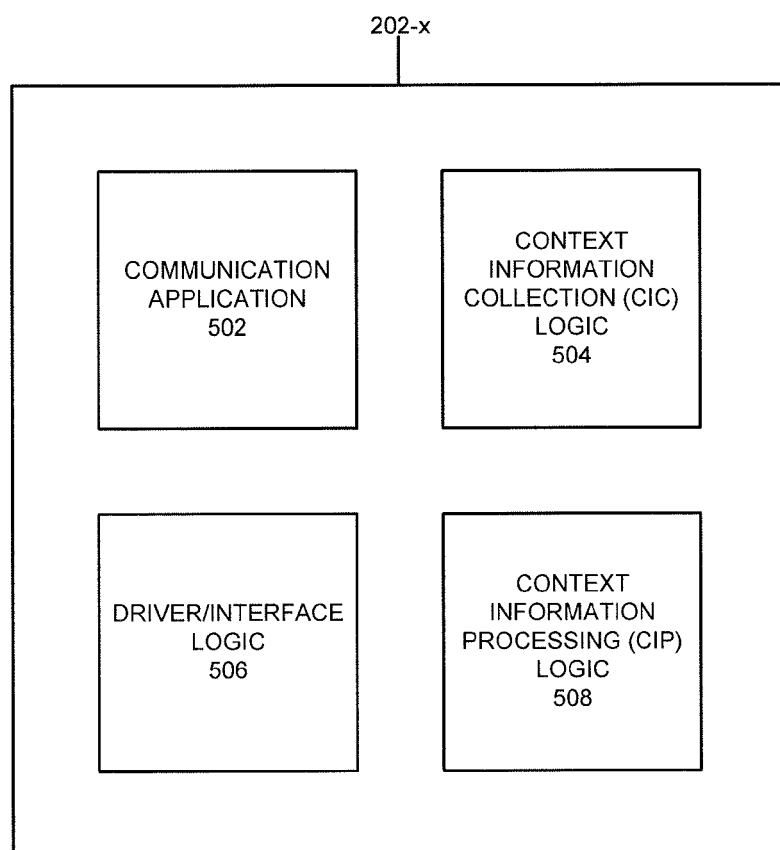 202-x
COMMUNICATION
APPLICATION
502
CONTEXT
INFORMATION
COLLECTION (CIC)
LOGIC
504
DRIVER/INTERFACE
LOGIC
506
CONTEXT
INFORMATION
PROCESSING (CIP)
LOGIC
508